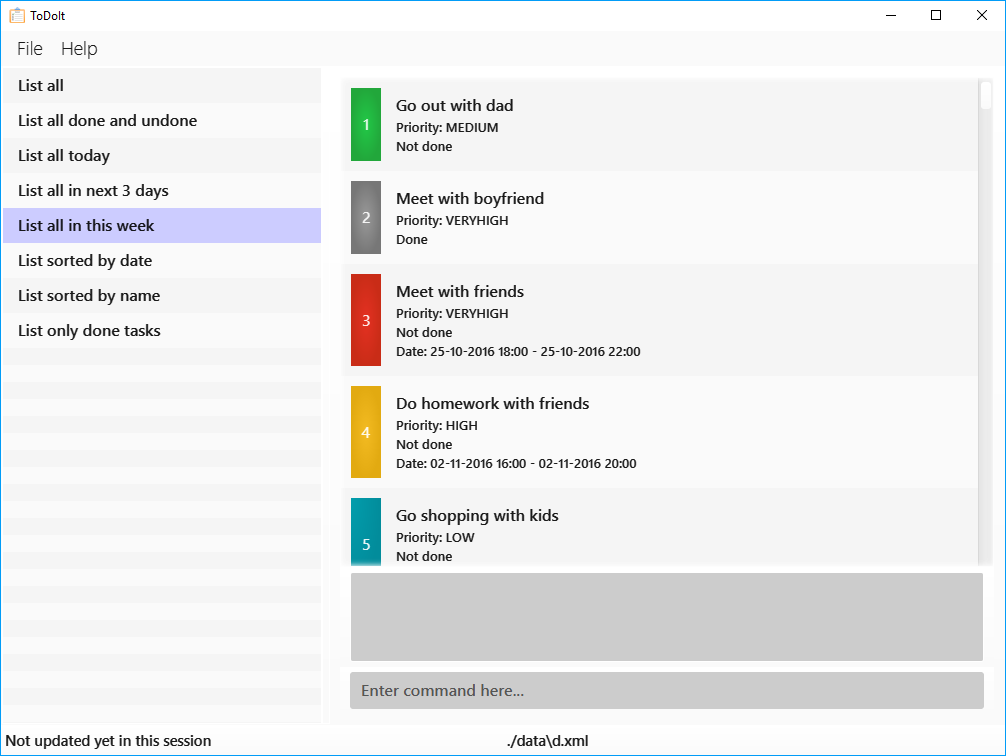 ToDoIt
File Help
List all
List all done and undone
List all today
List all in next 3 days
List all in this week
List sorted by date
List sorted by name
List only done tasks
1
Go out with dad
Priority: MEDIUM
Not done
2
Meet with boyfriend
Priority: VERYHIGH
Done
3
Meet with friends
Priority: VERYHIGH
Not done
Date: 25-10-2016 18:00 - 25-10-2016 22:00
4
Do homework with friends
Priority: HIGH
Not done
Date: 02-11-2016 16:00 - 02-11-2016 20:00
5
Go shopping with kids
Priority: LOW
Not done
Enter command here...
Not updated yet in this session
./data\d.xml